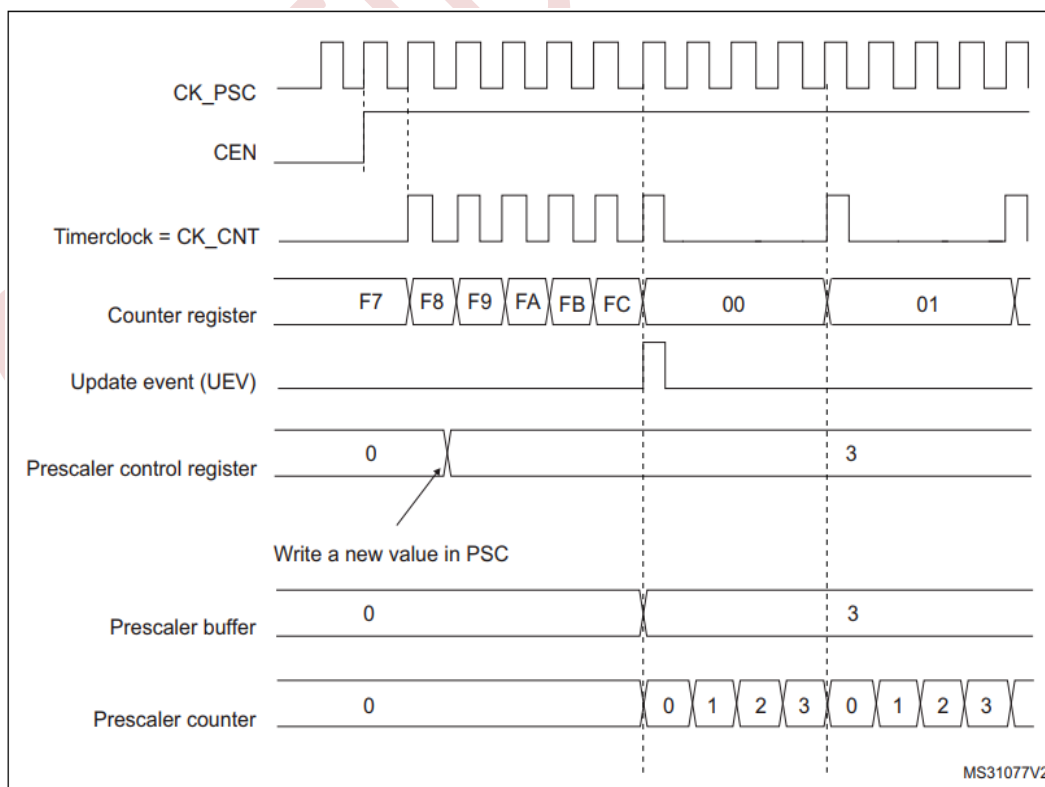 CK_PSC
CEN
Timerclock = CK_CNT
Counter register F7 F8 F9 FA FB FC 00 01
Update event (UEV)
Prescaler control register 0 3
Write a new value in PSC
Prescaler buffer 0 3
Prescaler counter 0 0 1 2 3 0 1 2 3
MS31077V2